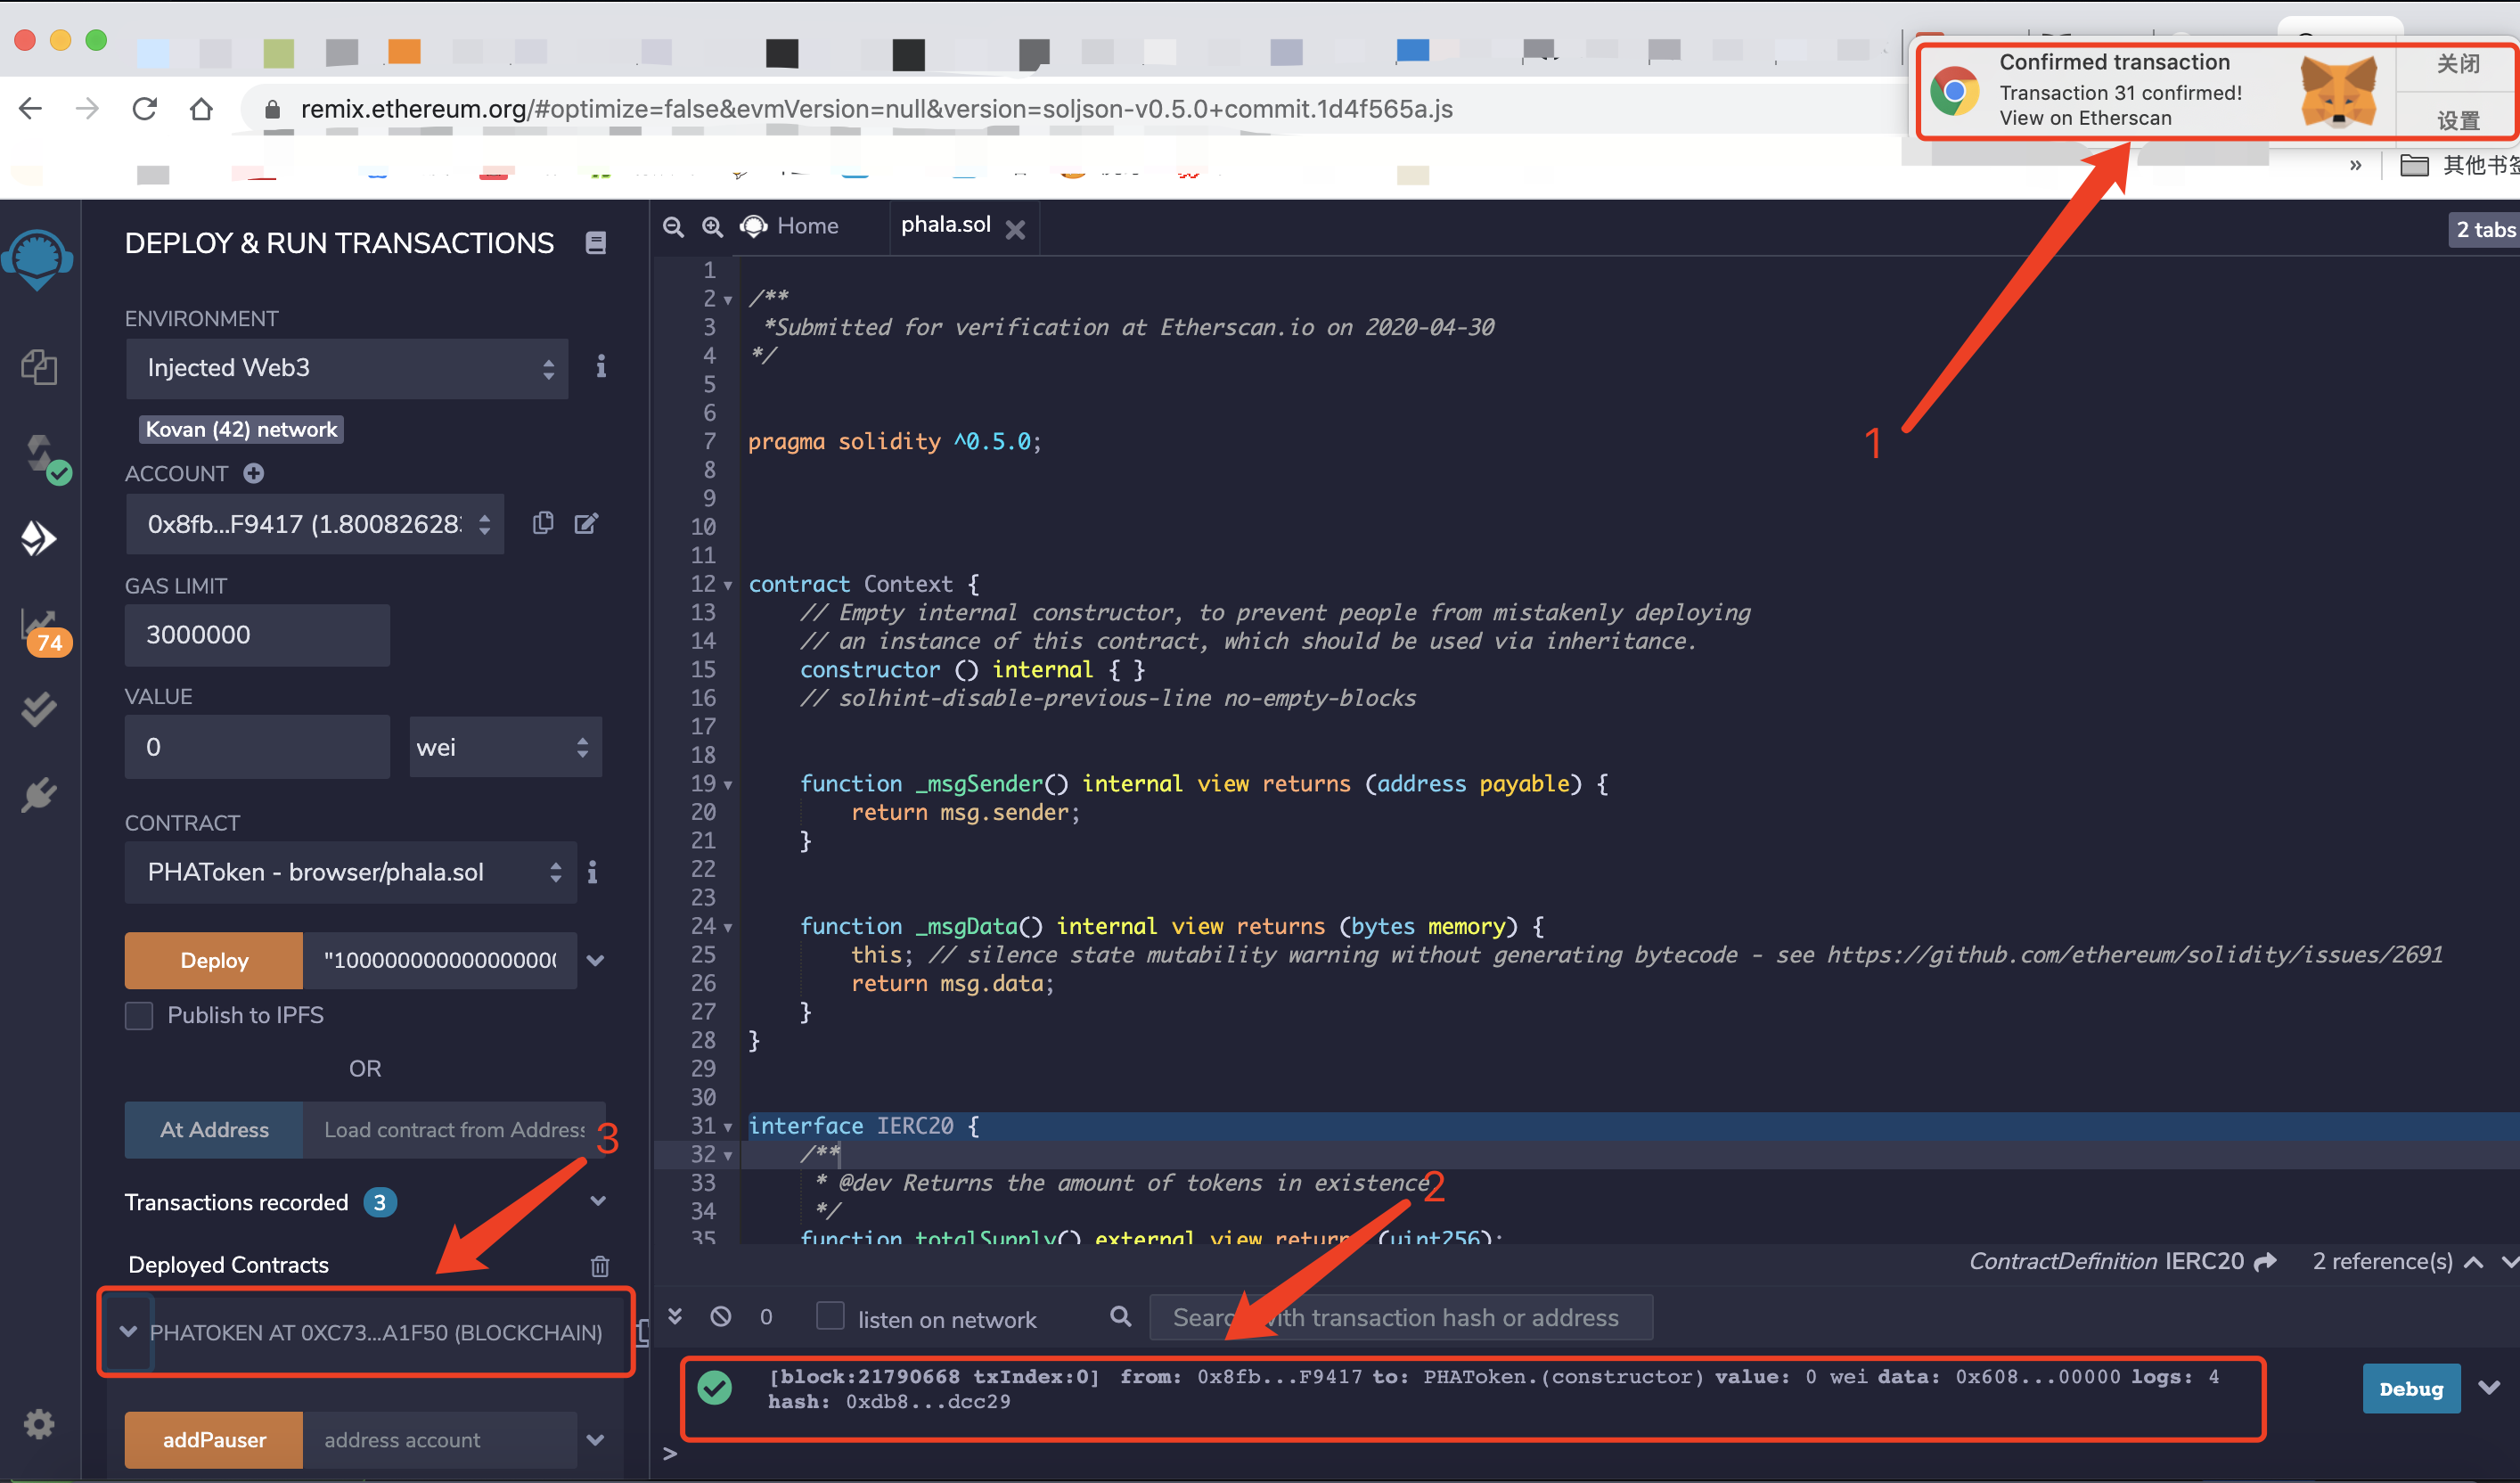 Confirmed transaction
Transaction 31 confirmed!
View on Etherscan
关闭
设置
remix.ethereum.org/#optimize=false&evmVersion=null&version=soljson-v0.5.0+commit.1d4f565a.js
»
其他书签
1
DEPLOY & RUN TRANSACTIONS
ENVIRONMENT
Injected Web3
Kovan (42) network
ACCOUNT
0x8fb...F9417 (1.80082628
GAS LIMIT
3000000
74
VALUE
0
wei
CONTRACT
PHAToken - browser/phala.sol
Deploy
"1000000000000000000
Publish to IPFS
OR
At Address
Load contract from Address
3
Transactions recorded 3
Deployed Contracts
PHATOKEN AT 0XC73...A1F50 (BLOCKCHAIN)
addPauser
address account
Home
phala.sol
2 tabs
1
2 /**
3 *Submitted for verification at Etherscan.io on 2020-04-30
4 */
5
6
7 pragma solidity ^0.5.0;
8
9
10
11
12 contract Context {
13 // Empty internal constructor, to prevent people from mistakenly deploying
14 // an instance of this contract, which should be used via inheritance.
15 constructor () internal { }
16 // solhint-disable-previous-line no-empty-blocks
17
18
19 function _msgSender() internal view returns (address payable) {
20 return msg.sender;
21 }
22
23
24 function _msgData() internal view returns (bytes memory) {
25 this; // silence state mutability warning without generating bytecode - see https://github.com/ethereum/solidity/issues/2691
26 return msg.data;
27 }
28 }
29
30
31 interface IERC20 {
32 /**
33 * @dev Returns the amount of tokens in existence
34 */
35 function totalSupply() external view returns (uint256);
2
ContractDefinition IERC20
2 reference(s)
0
listen on network
Search with transaction hash or address
[block:21790668 txIndex:0] from: 0x8fb...F9417 to: PHAToken.(constructor) value: 0 wei data: 0x608...00000 logs: 4
hash: 0xdb8...dcc29
Debug
>